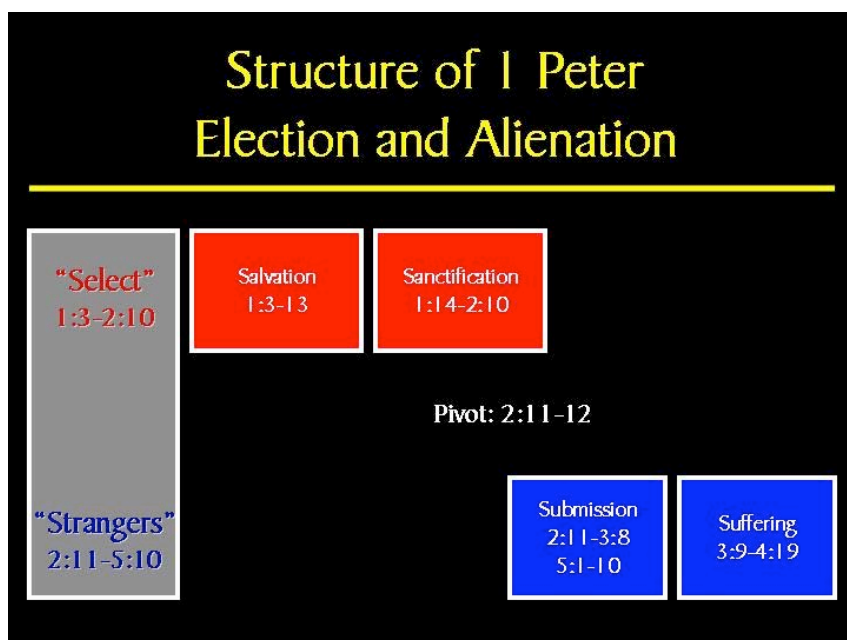 Structure of 1 Peter
Election and Alienation
“Select”
1:3-2:10
Salvation
1:3-13
Sanctification
1:14-2:10
Pivot: 2:11-12
“Strangers”
2:11-5:10
Submission
2:11-3:8
5:1-10
Suffering
3:9-4:19